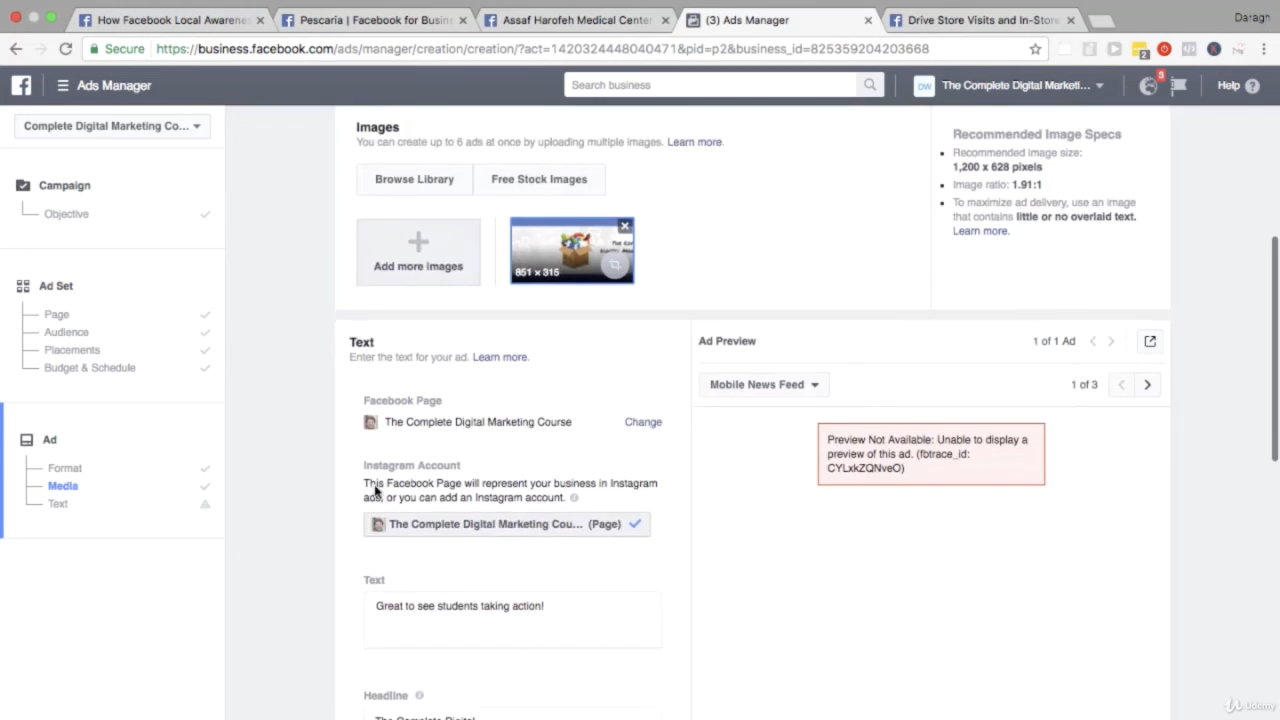 How Facebook Local Awarene
Pescaria | Facebook for Busin
Assaf Harofeh Medical Center
(3) Ads Manager
Drive Store Visits and In-Store
Daragh
Secure
https://business.facebook.com/ads/manager/creation/creation/?act=1420324448040471&pid=p2&business_id=825359204203668
2
Ads Manager
Search business
DW
The Complete Digital Marketi...
3
Help
Complete Digital Marketing Co...
Campaign
Objective
Ad Set
Page
Audience
Placements
Budget & Schedule
Ad
Format
Media
Text
Images
You can create up to 6 ads at once by uploading multiple images. Learn more.
Browse Library
Free Stock Images
Add more images
851 x 315
Recommended Image Specs
Recommended image size:
1,200 x 628 pixels
Image ratio: 1.91:1
To maximize ad delivery, use an image
that contains little or no overlaid text.
Learn more.
Text
Enter the text for your ad. Learn more.
Facebook Page
The Complete Digital Marketing Course
Change
Instagram Account
This Facebook Page will represent your business in Instagram
ads, or you can add an Instagram account.
The Complete Digital Marketing Cou... (Page)
Text
Great to see students taking action!
Headline
The Complete Digital
Ad Preview
1 of 1 Ad
Mobile News Feed
1 of 3
Preview Not Available: Unable to display a
preview of this ad. (fbtrace_id:
CYLxkZQNveO)
Udemy